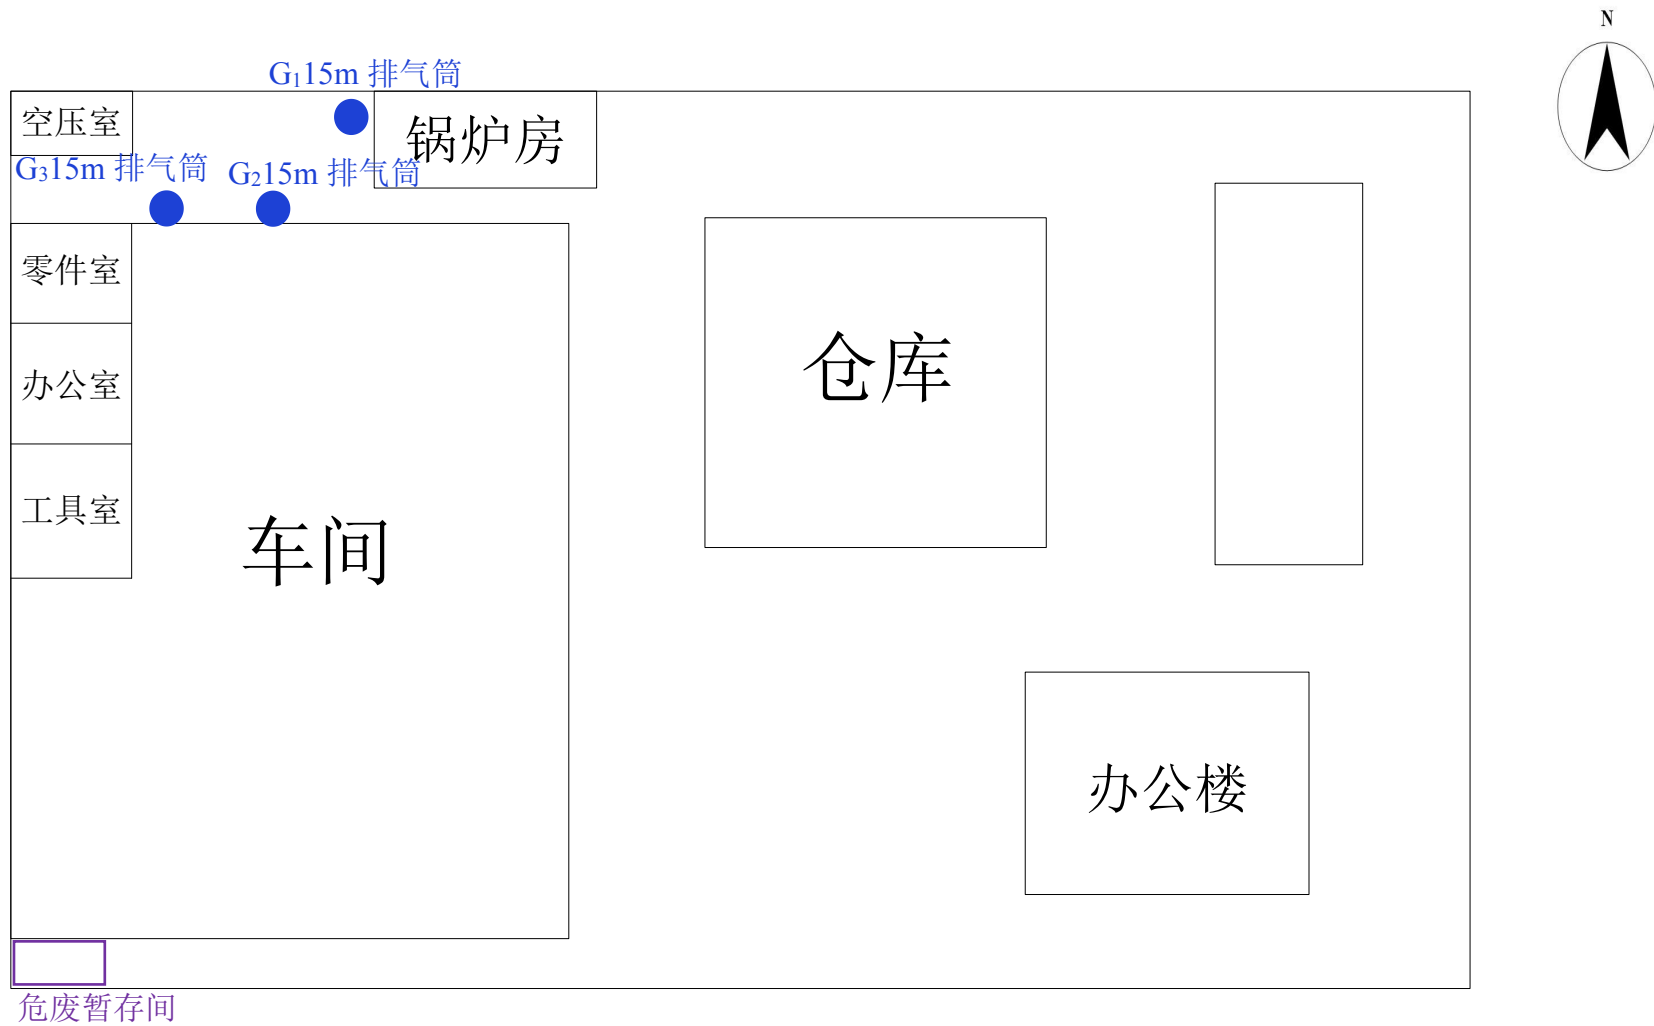 N
G₁15m 排气筒
空压室
锅炉房
G₃15m 排气筒
G₂15m 排气筒
零件室
办公室
工具室
车间
仓库
办公楼
危废暂存间